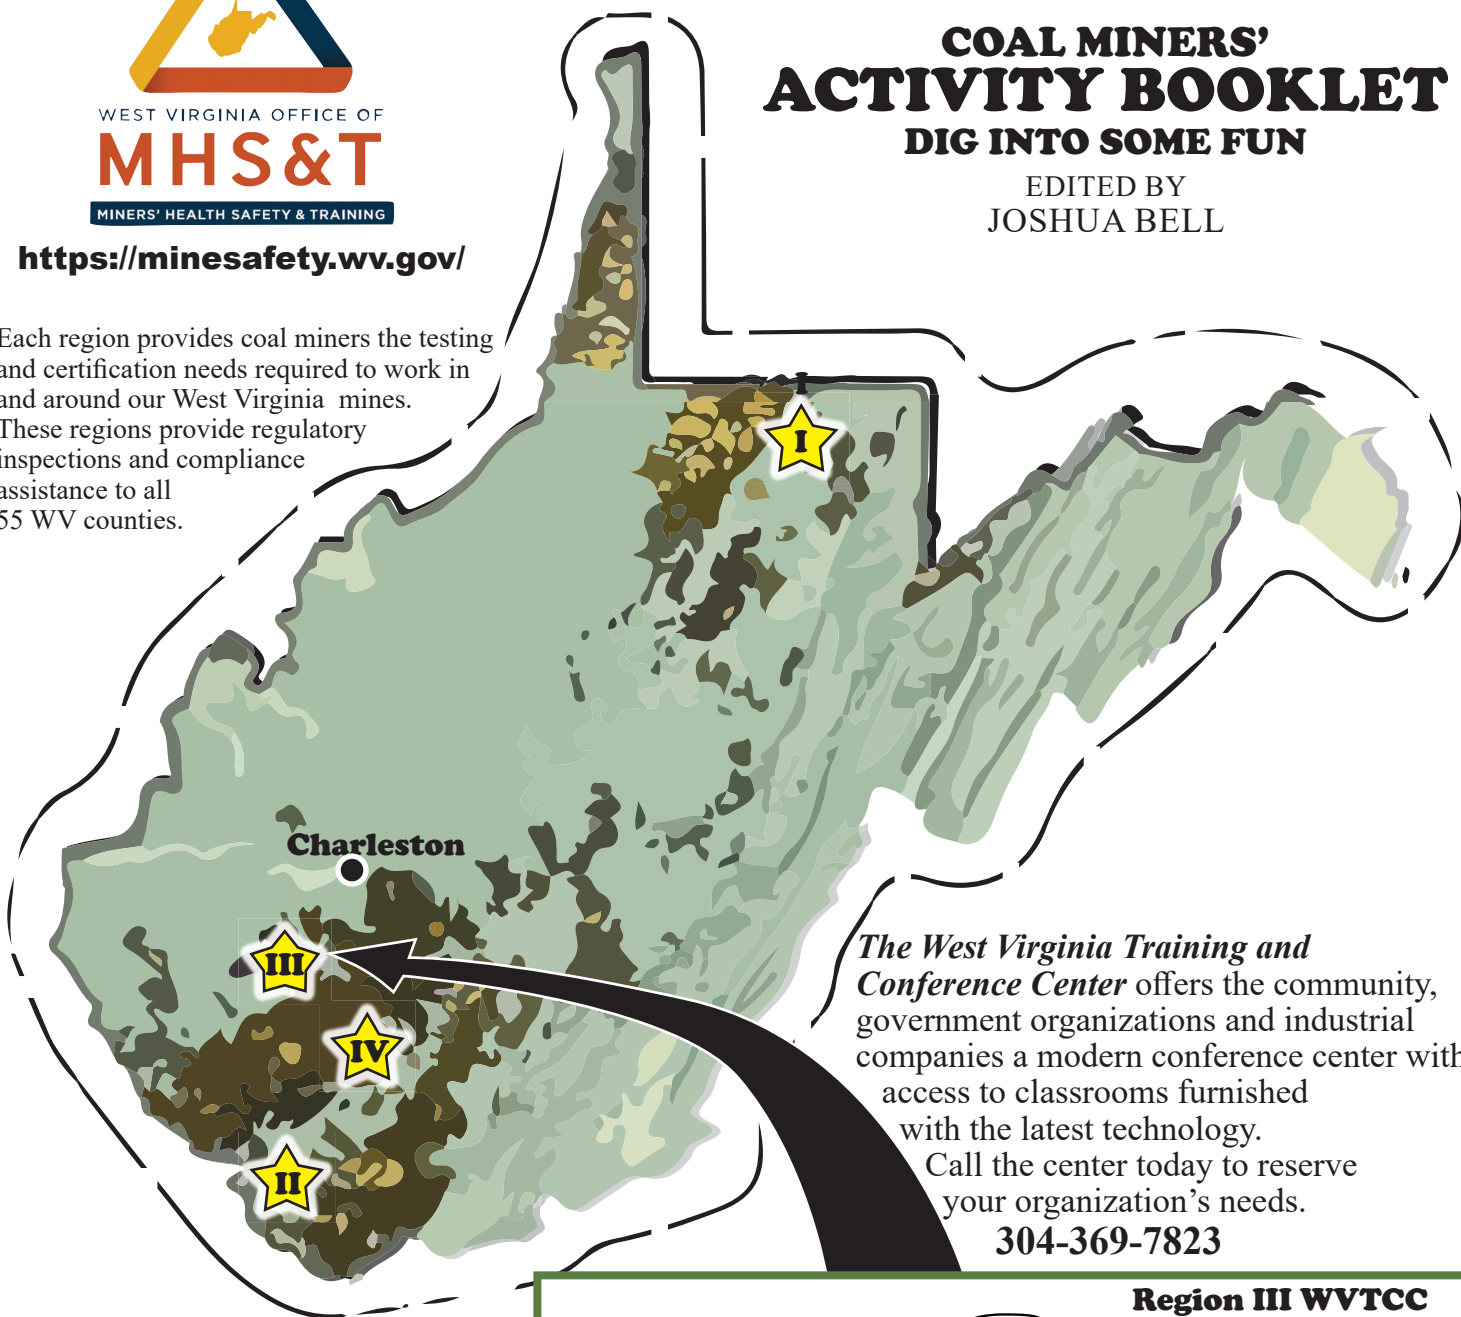 WEST VIRGINIA OFFICE OF
MHS&T
MINERS' HEALTH SAFETY & TRAINING
https://minesafety.wv.gov/
COAL MINERS'
ACTIVITY BOOKLET
DIG INTO SOME FUN
EDITED BY
JOSHUA BELL
Each region provides coal miners the testing
and certification needs required to work in
and around our West Virginia mines.
These regions provide regulatory
inspections and compliance
assistance to all
55 WV counties.
I
I
Charleston
III
IV
II
The West Virginia Training and
Conference Center offers the community,
government organizations and industrial
companies a modern conference center with
access to classrooms furnished
with the latest technology.
Call the center today to reserve
your organization's needs.
304-369-7823
Region III WVTCC